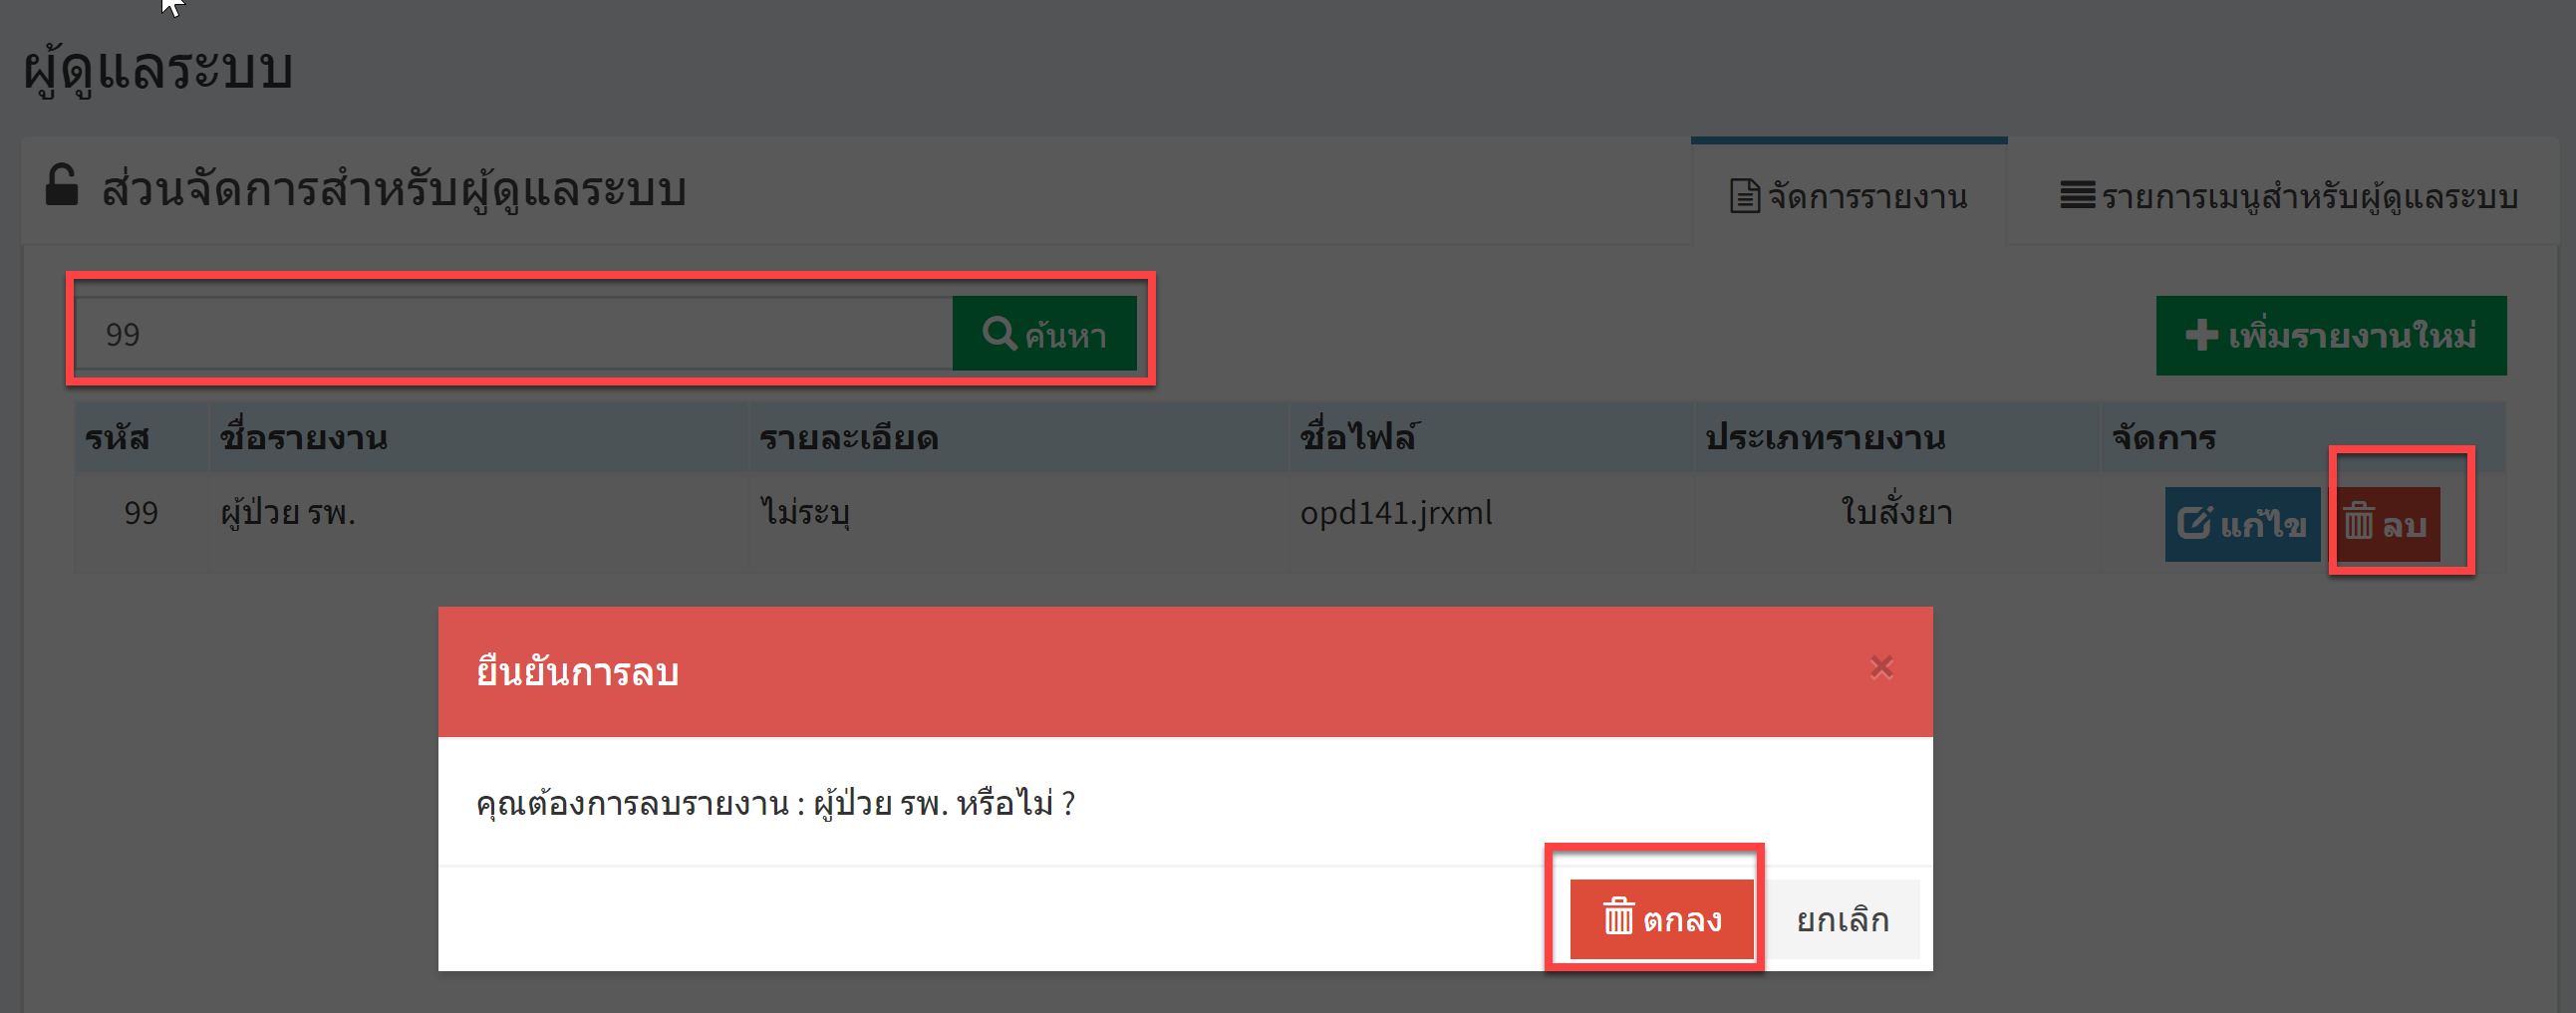 ผู้ดูแลระบบ
ส่วนจัดการสำหรับผู้ดูแลระบบ
จัดการรายงาน
รายการเมนูสำหรับผู้ดูแลระบบ
99
ค้นหา
เพิ่มรายงานใหม่
รหัส ชื่อรายงาน รายละเอียด ชื่อไฟล์ ประเภทรายงาน จัดการ
99 ผู้ป่วย รพ. ไม่ระบุ opd141.jrxml ใบสั่งยา แก้ไข ลบ
ยืนยันการลบ
×
คุณต้องการลบรายงาน : ผู้ป่วย รพ. หรือไม่ ?
ตกลง
ยกเลิก